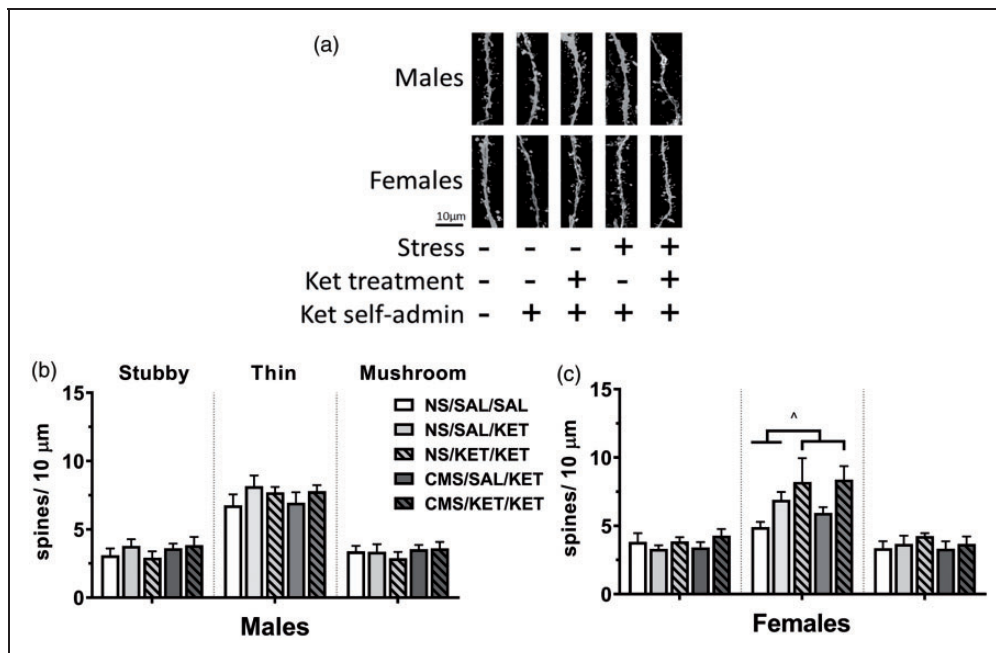 (a)
Males
Females
10µm
Stress - - - + +
Ket treatment - - + - +
Ket self-admin - + + + +
(b)
Stubby Thin Mushroom
15
10
5
0
spines/ 10 µm
NS/SAL/SAL
NS/SAL/KET
NS/KET/KET
CMS/SAL/KET
CMS/KET/KET
Males
(c)
15
10
5
0
spines/ 10 µm
^
Females